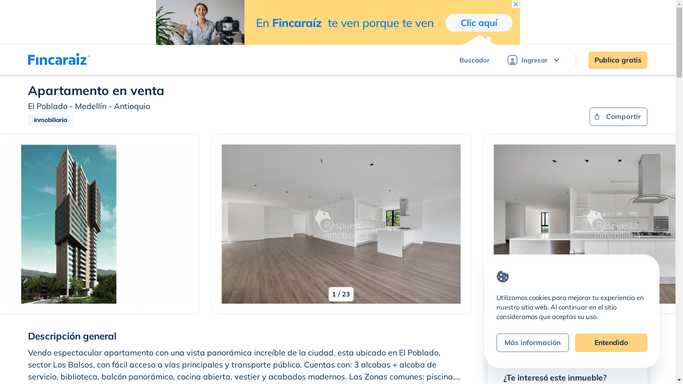 En Fincaraíz te ven porque te ven
Clic aquí
Fincaraíz
Buscador
Ingresar
Publica gratis
Apartamento en venta
El Poblado - Medellín - Antioquia
Inmobiliaria
Compartir
1 / 23
Utilizamos cookies para mejorar tu experiencia en
nuestro sitio web. Al continuar en el sitio
consideramos que aceptas su uso.
Más información
Entendido
Descripción general
Vendo espectacular apartamento con una vista panorámica increíble de la ciudad, esta ubicado en El Poblado,
sector Los Balsos, con fácil acceso a vías principales y transporte público. Cuentas con: 3 alcobas + alcoba de
servicio, biblioteca, balcón panorámico, cocina abierta, vestier y acabados modernos. Las Zonas comunes: piscina,...
¿Te interesó este inmueble?